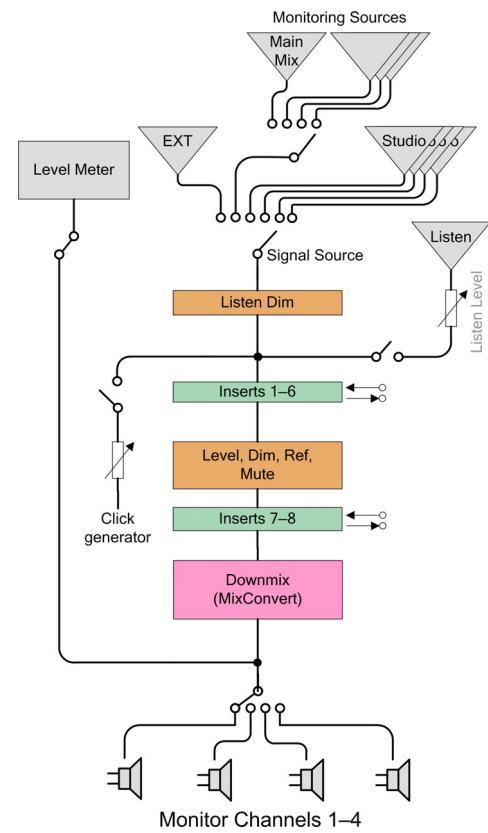 Monitoring Sources
Main
Mix
EXT
Studio
Level Meter
Listen
Signal Source
Listen Dim
Listen Level
Inserts 1–6
Level, Dim, Ref,
Mute
Inserts 7–8
Click
generator
Downmix
(MixConvert)
Monitor Channels 1–4